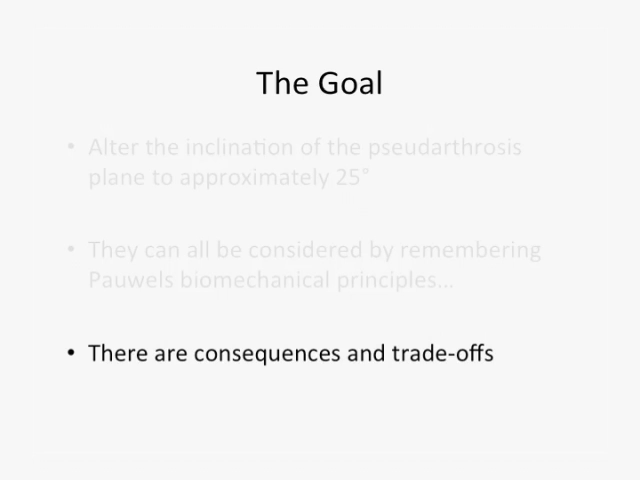 The Goal
• Alter the inclination of the pseudarthrosis
plane to approximately 25°
• They can all be considered by remembering
Pauwels biomechanical principles...
• There are consequences and trade-offs